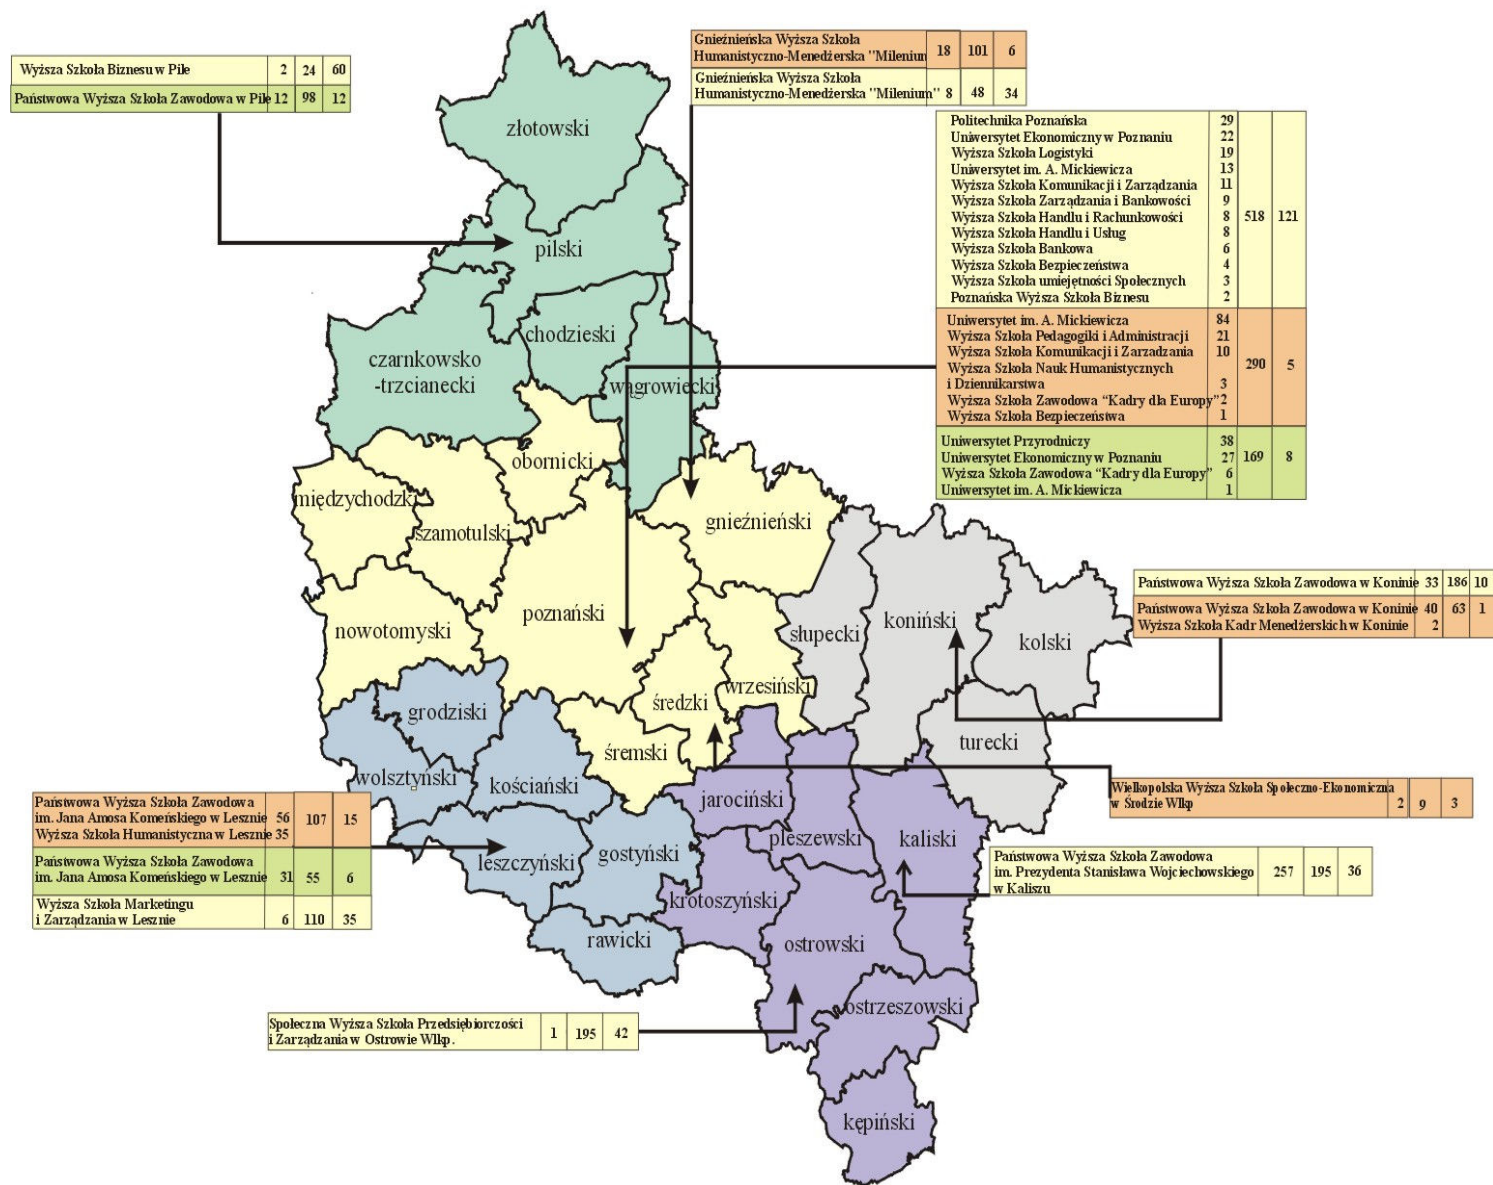 Wyższa Szkoła Biznesu w Pile 2 24 60
Państwowa Wyższa Szkoła Zawodowa w Pile 12 98 12
Gnieźnieńska Wyższa Szkoła
Humanistyczno-Menedżerska "Milenium 18 101 6
Gnieźnieńska Wyższa Szkoła
Humanistyczno-Menedżerska "Milenium" 8 48 34
Politechnika Poznańska 29
Uniwersytet Ekonomiczny w Poznaniu 22
Wyższa Szkoła Logistyki 19
Uniwersytet im. A. Mickiewicza 13
Wyższa Szkoła Komunikacji i Zarządzania 11
Wyższa Szkoła Zarządzania i Bankowości 9
Wyższa Szkoła Handlu i Rachunkowości 8 518 121
Wyższa Szkoła Handlu i Usług 8
Wyższa Szkoła Bankowa 6
Wyższa Szkoła Bezpieczeństwa 4
Wyższa Szkoła umiejętności Społecznych 3
Poznańska Wyższa Szkoła Biznesu 2
Uniwersytet im. A. Mickiewicza 84
Wyższa Szkoła Pedagogiki i Administracji 21
Wyższa Szkoła Komunikacji i Zarzadzania 10
Wyższa Szkoła Nauk Humanistycznych 290 5
i Dziennikarstwa 3
Wyższa Szkoła Zawodowa “Kadry dla Europy” 2
Wyższa Szkoła Bezpieczeństwa 1
Uniwersytet Przyrodniczy 38
Uniwersytet Ekonomiczny w Poznaniu 27 169 8
Wyższa Szkoła Zawodowa “Kadry dla Europy” 6
Uniwersytet im. A. Mickiewicza 1
złotowski
pilski
chodzieski
czarnkowsko
-trzcianecki
wągrowiecki
obornicki
międzychodzki
szamotulski
gnieźnieński
poznański
nowotomyski
słupecki
koniński
kolski
średzki
wrzesiński
grodziski
śremski
turecki
wolsztyński
kościański
jarociński
pleszewski
kaliski
leszczyński
gostyński
krotoszyński
rawicki
ostrowski
ostrzeszowski
kępiński
Państwowa Wyższa Szkoła Zawodowa w Koninie 33 186 10
Państwowa Wyższa Szkoła Zawodowa w Koninie 40 63 1
Wyższa Szkoła Kadr Menedżerskich w Koninie 2
Wielkopolska Wyższa Szkoła Społeczno-Ekonomiczna
w Środzie Wlkp 2 9 3
Państwowa Wyższa Szkoła Zawodowa
im. Jana Amosa Komeńskiego w Lesznie 56 107 15
Wyższa Szkoła Humanistyczna w Lesznie 35
Państwowa Wyższa Szkoła Zawodowa
im. Jana Amosa Komeńskiego w Lesznie 31 55 6
Wyższa Szkoła Marketingu
i Zarządzania w Lesznie 6 110 35
Państwowa Wyższa Szkoła Zawodowa
im. Prezydenta Stanisława Wojciechowskiego 257 195 36
w Kaliszu
Społeczna Wyższa Szkoła Przedsiębiorczości
i Zarządzania w Ostrowie Wlkp. 1 195 42